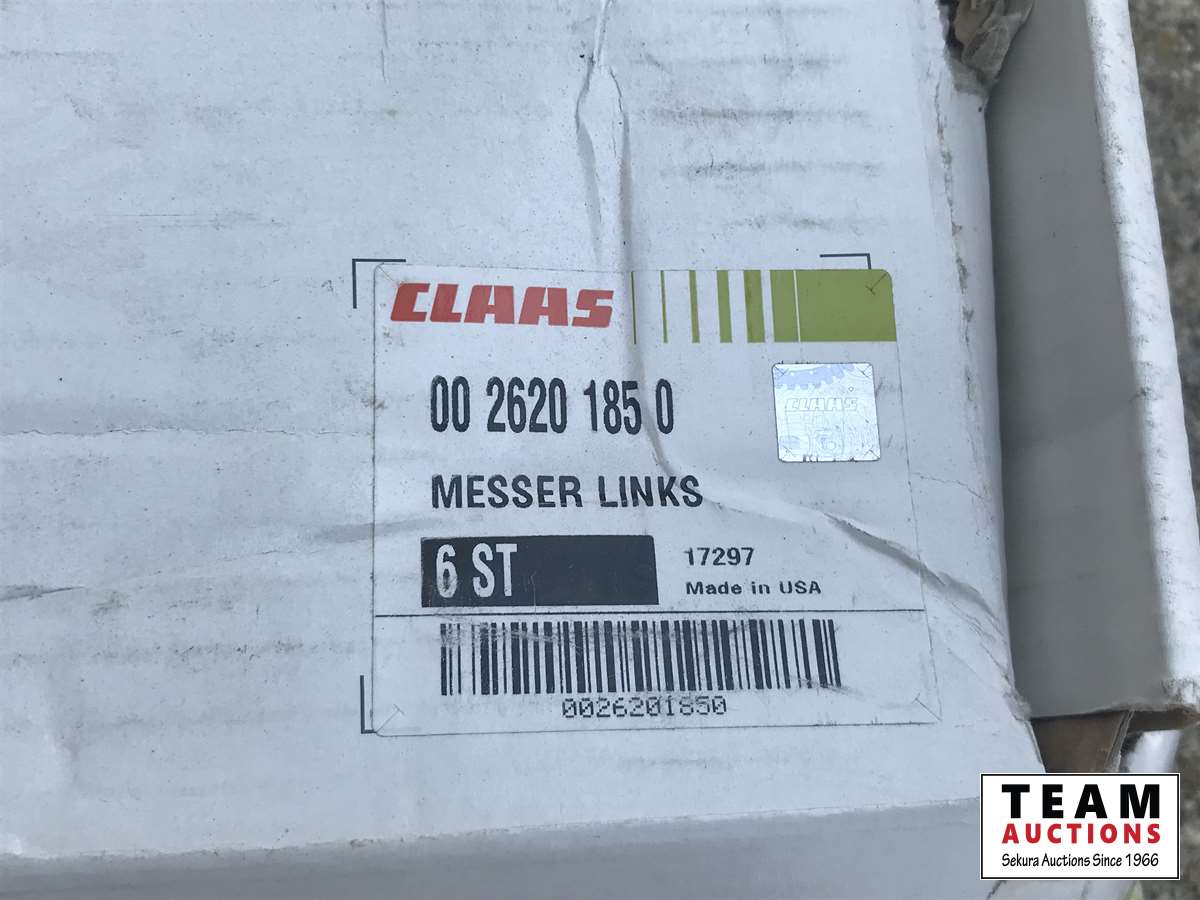 CLAAS
00 2620 185 0
CLAAS
MESSER LINKS
6 ST
17297
Made in USA
0026201850
TEAM
AUCTIONS
Sekura Auctions Since 1966